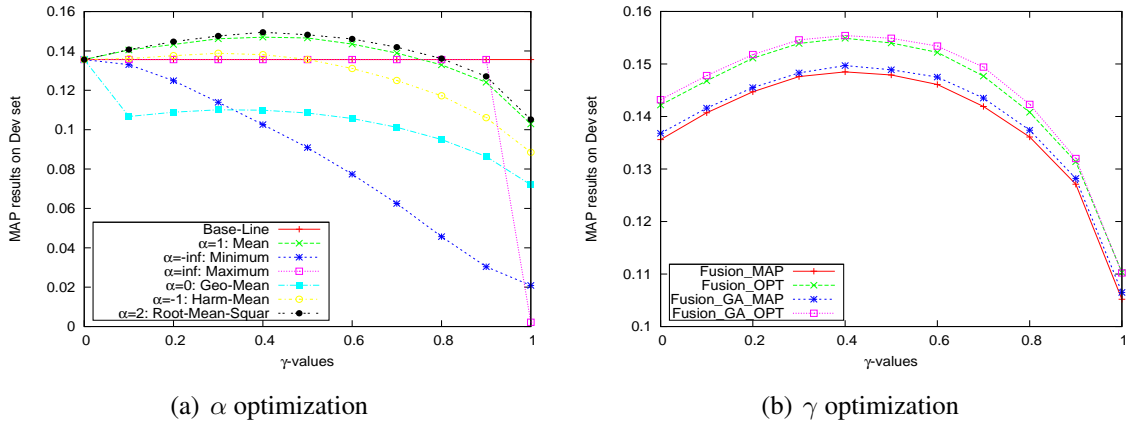 MAP results on Dev set
0.16
0.14
0.12
0.1
0.08
0.06
0.04
0.02
0
Base-Line
α=1: Mean
α=-inf: Minimum
α=inf: Maximum
α=0: Geo-Mean
α=-1: Harm-Mean
α=2: Root-Mean-Squar
0 0.2 0.4 0.6 0.8 1
γ-values
(a) α optimization
MAP results on Dev set
0.16
0.15
0.14
0.13
0.12
0.11
0.1
Fusion_MAP
Fusion_OPT
Fusion_GA_MAP
Fusion_GA_OPT
0 0.2 0.4 0.6 0.8 1
γ-values
(b) γ optimization